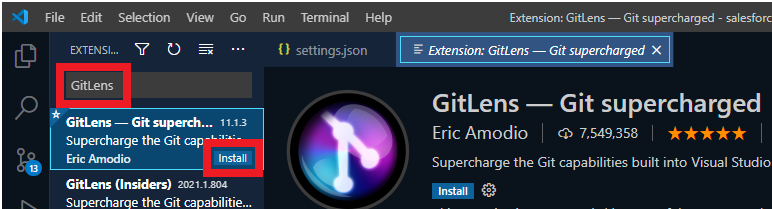 File Edit Selection View Go Run Terminal Help Extension: GitLens — Git supercharged - salesforc
EXTENSI...
settings.json
Extension: GitLens — Git supercharged
GitLens
GitLens — Git superch... 11.1.3
Supercharge the Git capabilitie...
Eric Amodio Install
GitLens (Insiders) 2021.1.804
Supercharge the Git capabilitie...
13
GitLens — Git supercharged
Eric Amodio 7,549,358
Supercharge the Git capabilities built into Visual Studio
Install